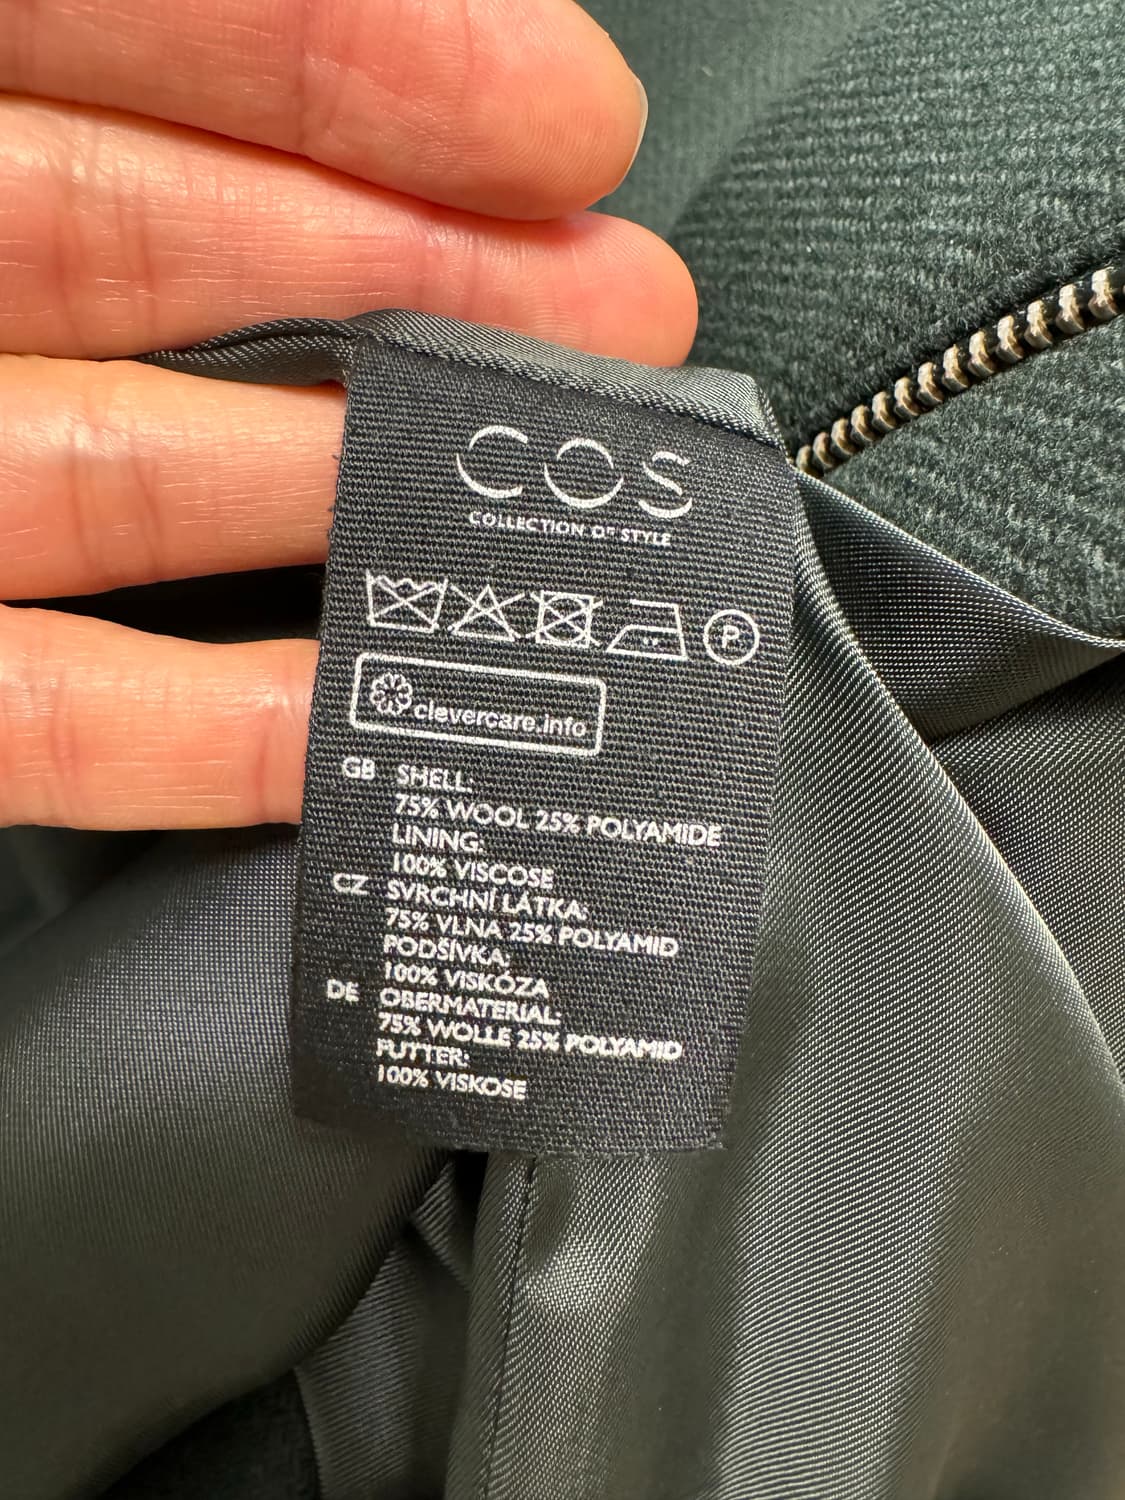 COS
COLLECTION OF STYLE
P
clevercare.info
GB SHELL:
75% WOOL 25% POLYAMIDE
LINING:
100% VISCOSE
CZ SVRCHNÍ LÁTKA:
75% VLNA 25% POLYAMID
PODŠÍVKA:
100% VISKÓZA
DE OBERMATERIAL:
75% WOLLE 25% POLYAMID
FUTTER:
100% VISKOSE